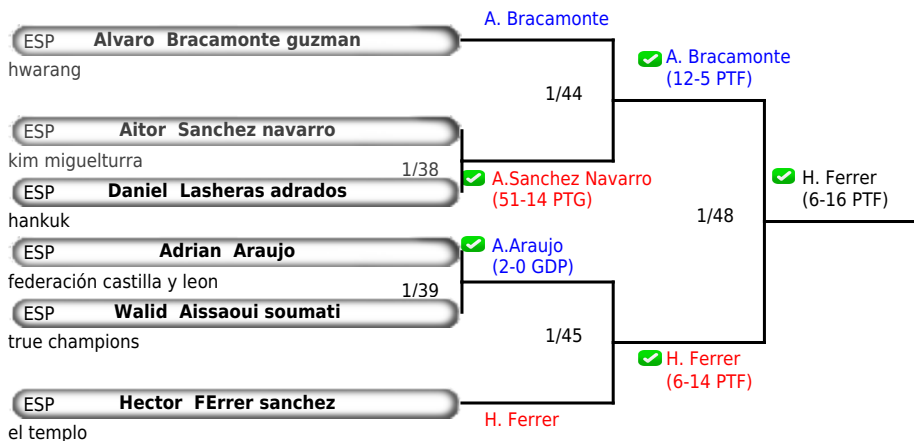 A. Bracamonte
ESP Alvaro Bracamonte guzman
hwarang
A. Bracamonte
(12-5 PTF)
1/44
ESP Aitor Sanchez navarro
kim miguelturra
1/38
A.Sanchez Navarro
(51-14 PTG)
ESP Daniel Lasheras adrados
hankuk
H. Ferrer
(6-16 PTF)
1/48
ESP Adrian Araujo
federación castilla y leon
A.Araujo
(2-0 GDP)
1/39
ESP Walid Aissaoui soumati
true champions
1/45
H. Ferrer
(6-14 PTF)
ESP Hector FErrer sanchez
el templo
H. Ferrer